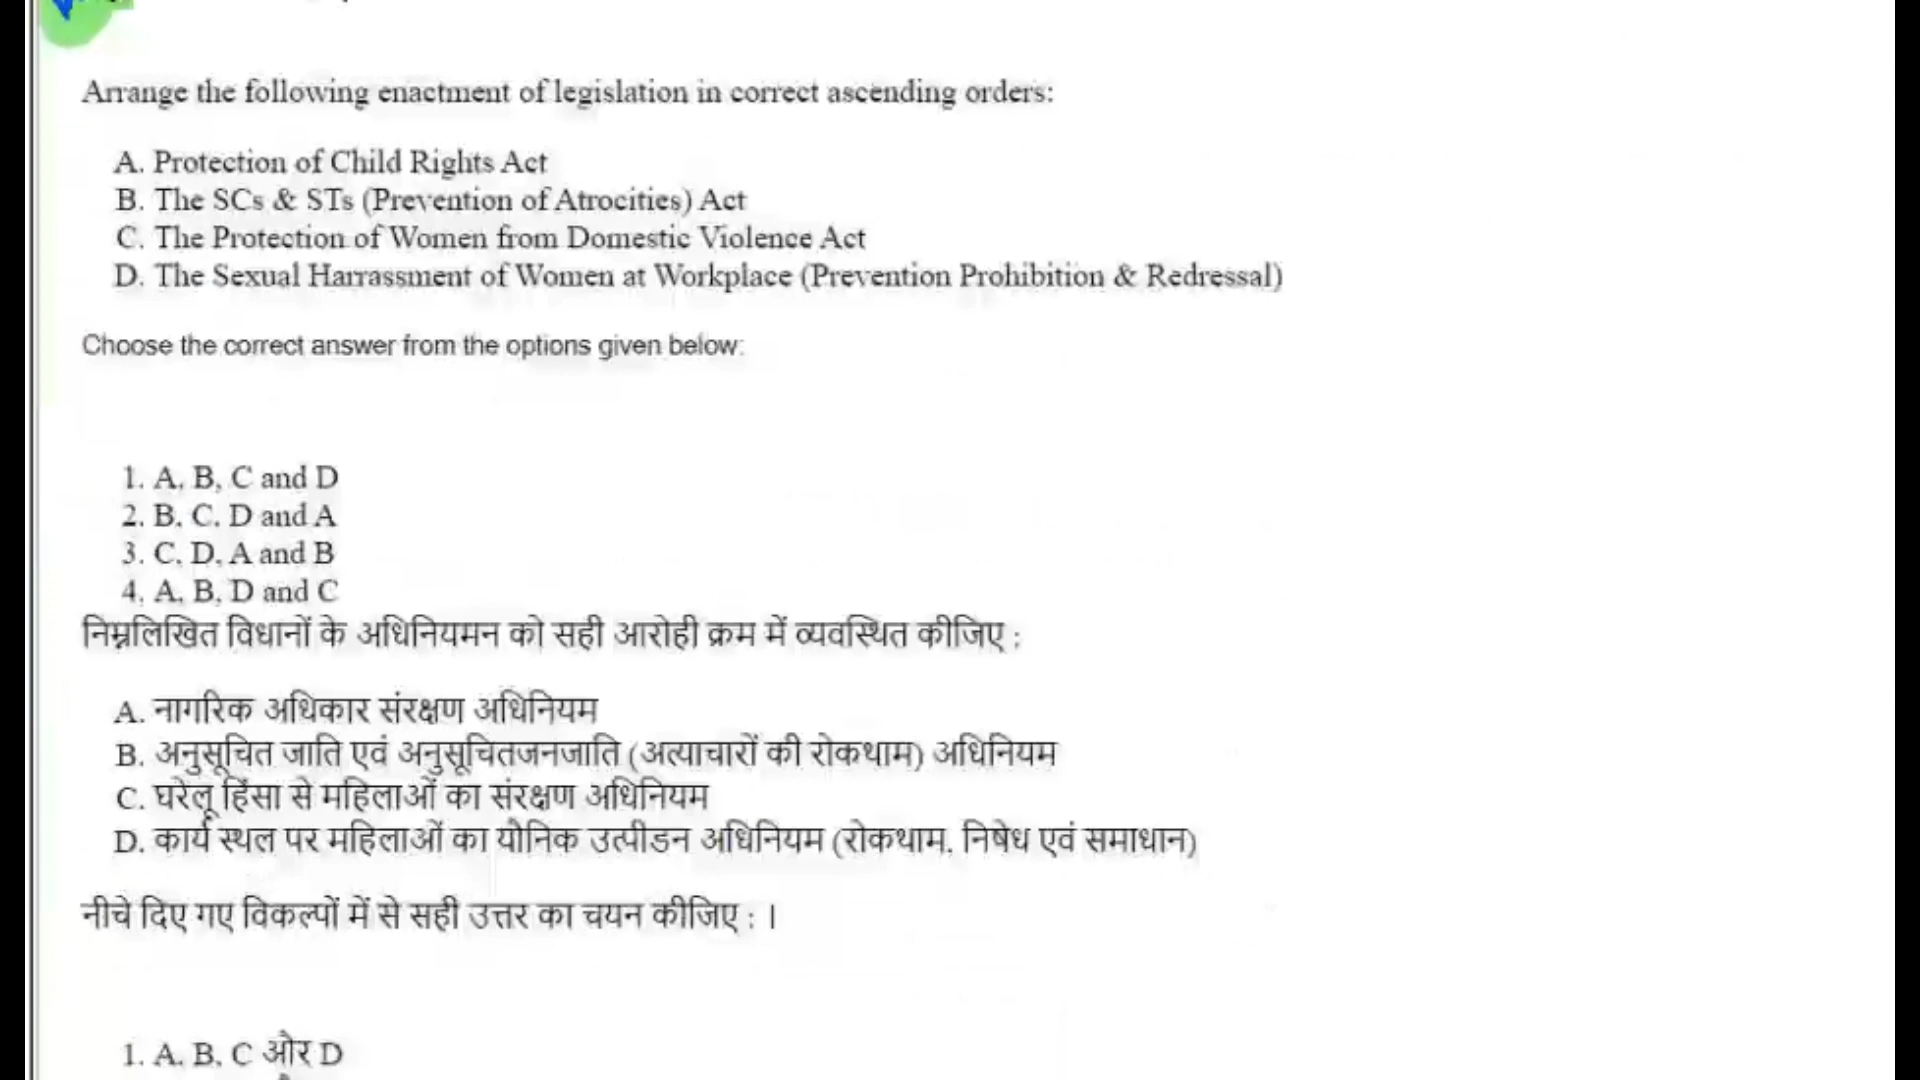 Arrange the following enactment of legislation in correct ascending orders:
A. Protection of Child Rights Act
B. The SCs & STs (Prevention of Atrocities) Act
C. The Protection of Women from Domestic Violence Act
D. The Sexual Harrassment of Women at Workplace (Prevention Prohibition & Redressal)
Choose the correct answer from the options given below:
1. A, B, C and D
2. B, C, D and A
3. C, D, A and B
4. A, B, D and C
निम्नलिखित विधानों के अधिनियमन को सही आरोही क्रम में व्यवस्थित कीजिए :
A. नागरिक अधिकार संरक्षण अधिनियम
B. अनुसूचित जाति एवं अनुसूचितजनजाति (अत्याचारों की रोकथाम) अधिनियम
C. घरेलू हिंसा से महिलाओं का संरक्षण अधिनियम
D. कार्य स्थल पर महिलाओं का यौनिक उत्पीडन अधिनियम (रोकथाम, निषेध एवं समाधान)
नीचे दिए गए विकल्पों में से सही उत्तर का चयन कीजिए : ।
1. A, B, C ओर D